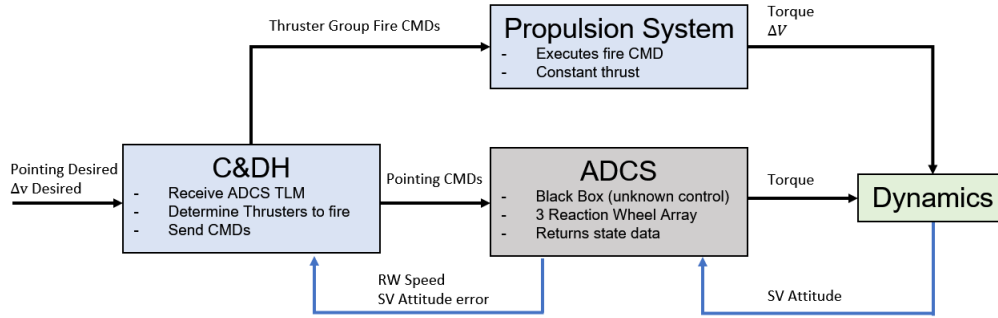 Thruster Group Fire CMDs
Propulsion System
- Executes fire CMD
- Constant thrust
Torque
ΔV
Pointing Desired
Δv Desired
C&DH
- Receive ADCS TLM
- Determine Thrusters to fire
- Send CMDs
Pointing CMDs
ADCS
- Black Box (unknown control)
- 3 Reaction Wheel Array
- Returns state data
Torque
Dynamics
RW Speed
SV Attitude error
SV Attitude